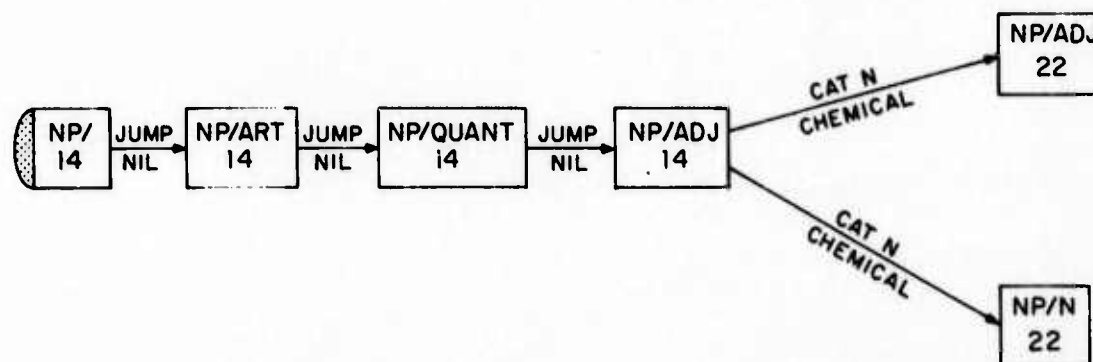 NP/
14
JUMP
NIL
NP/ART
14
JUMP
NIL
NP/QUANT
14
JUMP
NIL
NP/ADJ
14
CAT N
CHEMICAL
NP/ADJ
22
CAT N
CHEMICAL
NP/N
22